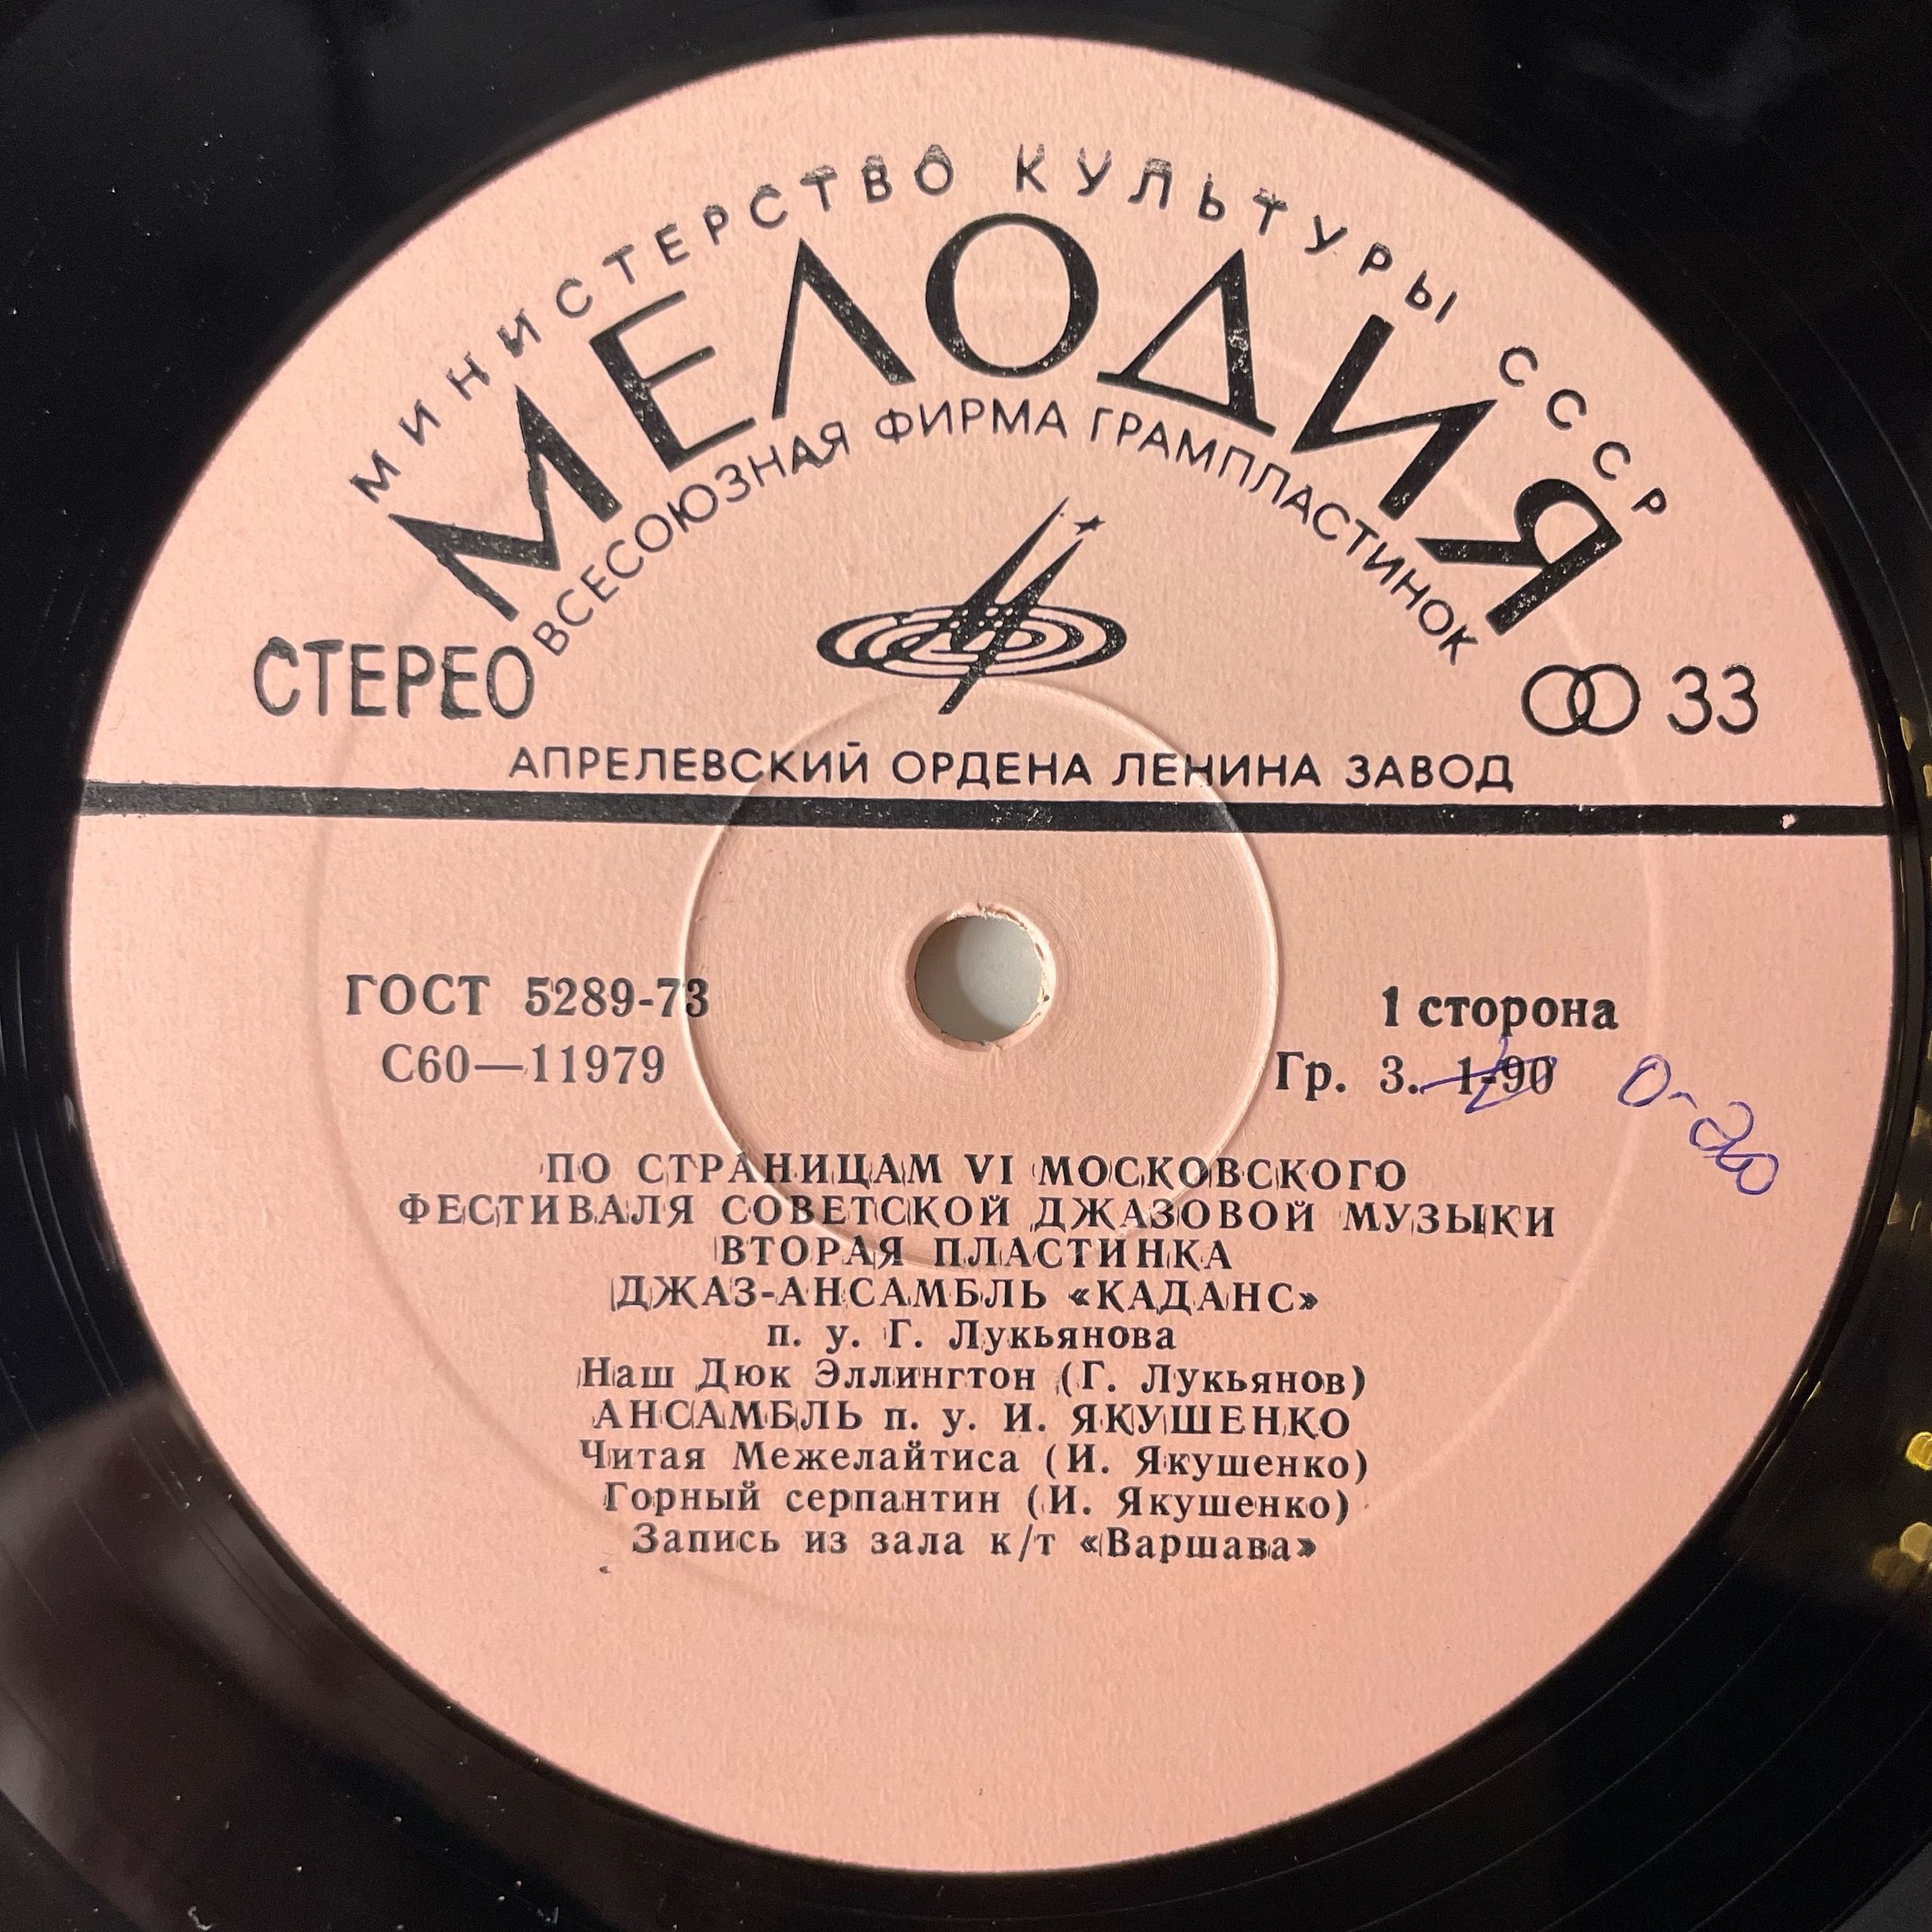 МИНИСТЕРСТВО КУЛЬТУРЫ СССР
МЕЛОДИЯ
ВСЕСОЮЗНАЯ ФИРМА ГРАМПЛАСТИНОК
СТЕРЕО
33
АПРЕЛЕВСКИЙ ОРДЕНА ЛЕНИНА ЗАВОД
ГОСТ 5289-73
1 сторона
С60—11979
Гр. 3. 1-90
0-20
ПО СТРАНИЦАМ VI МОСКОВСКОГО
ФЕСТИВАЛЯ СОВЕТСКОЙ ДЖАЗОВОЙ МУЗЫКИ
ВТОРАЯ ПЛАСТИНКА
ДЖАЗ-АНСАМБЛЬ «КАДАНС»
п. у. Г. Лукьянова
Наш Дюк Эллингтон (Г. Лукьянов)
АНСАМБЛЬ п. у. И. ЯКУШЕНКО
Читая Межелайтиса (И. Якушенко)
Горный серпантин (И. Якушенко)
Запись из зала к/т «Варшава»